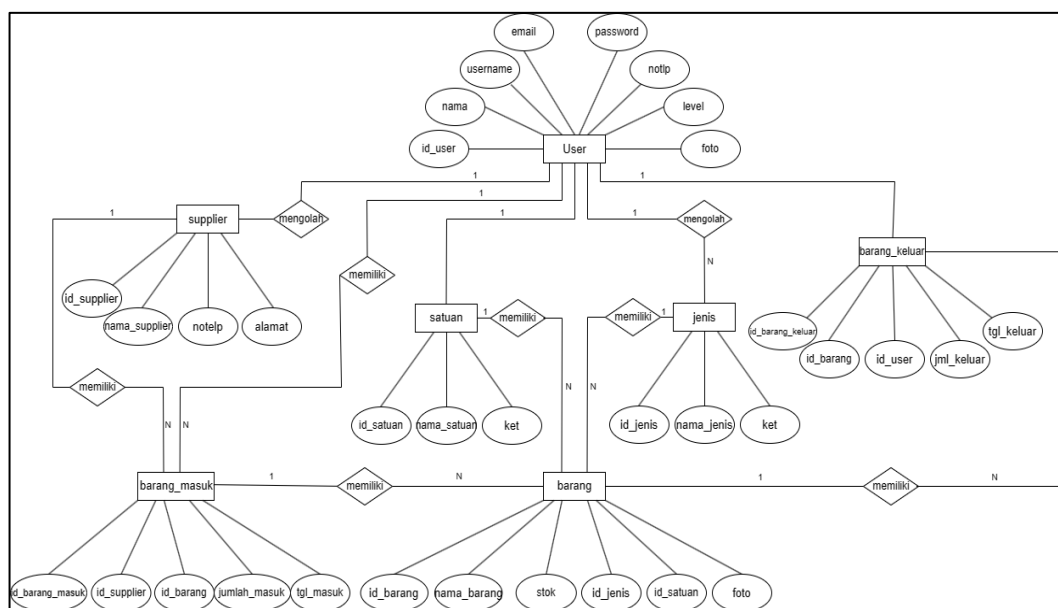 email
password
username
notlp
nama
level
id_user
User
foto
1
1
1
1
1
1
1
supplier
mengolah
mengolah
barang_keluar
memiliki
N
id_supplier
nama_supplier
notelp
alamat
satuan
1
memiliki
memiliki
1
jenis
id_barang_keluar
tgl_keluar
id_barang
id_user
jml_keluar
memiliki
N
N
id_satuan
nama_satuan
ket
id_jenis
nama_jenis
ket
N
N
barang_masuk
1
memiliki
N
barang
1
memiliki
N
id_barang_masuk
id_supplier
id_barang
jumlah_masuk
tgl_masuk
id_barang
nama_barang
stok
id_jenis
id_satuan
foto